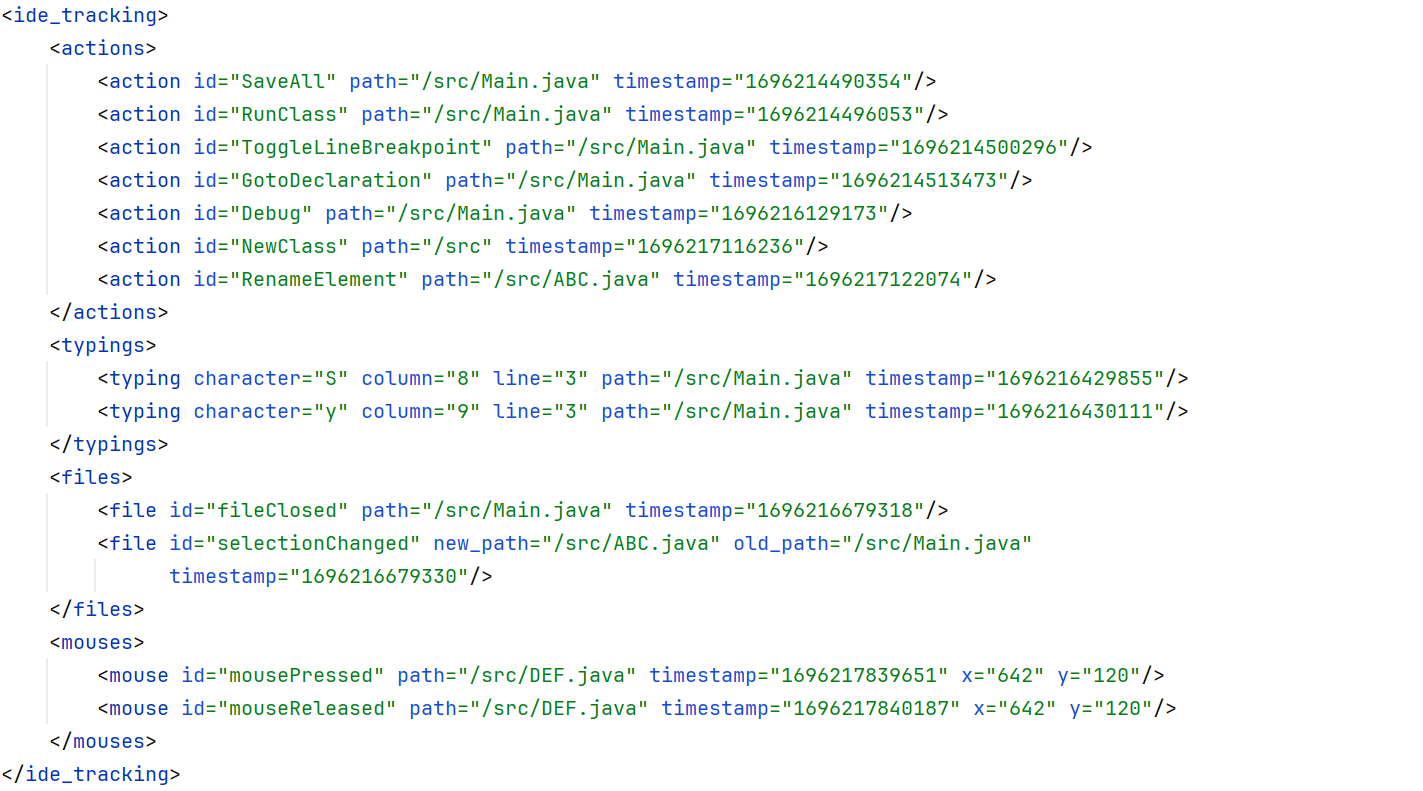 <ide_tracking>
    <actions>
        <action id="SaveAll" path="/src/Main.java" timestamp="1696214490354"/>
        <action id="RunClass" path="/src/Main.java" timestamp="1696214496053"/>
        <action id="ToggleLineBreakpoint" path="/src/Main.java" timestamp="1696214500296"/>
        <action id="GotoDeclaration" path="/src/Main.java" timestamp="1696214513473"/>
        <action id="Debug" path="/src/Main.java" timestamp="1696216129173"/>
        <action id="NewClass" path="/src" timestamp="1696217116236"/>
        <action id="RenameElement" path="/src/ABC.java" timestamp="1696217122074"/>
    </actions>
    <typings>
        <typing character="S" column="8" line="3" path="/src/Main.java" timestamp="1696216429855"/>
        <typing character="y" column="9" line="3" path="/src/Main.java" timestamp="1696216430111"/>
    </typings>
    <files>
        <file id="fileClosed" path="/src/Main.java" timestamp="1696216679318"/>
        <file id="selectionChanged" new_path="/src/ABC.java" old_path="/src/Main.java"
              timestamp="1696216679330"/>
    </files>
    <mouses>
        <mouse id="mousePressed" path="/src/DEF.java" timestamp="1696217839651" x="642" y="120"/>
        <mouse id="mouseReleased" path="/src/DEF.java" timestamp="1696217840187" x="642" y="120"/>
    </mouses>
</ide_tracking>